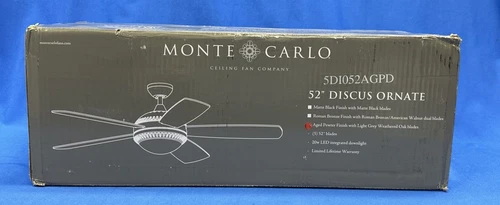 MONTE CARLO
CEILING FAN COMPANY
5DI052AGPD
52" DISCUS ORNATE
Matte Black Finish with Matte Black blades
Roman Bronze Finish with Roman Bronze/American Walnut dual blades
Aged Pewter Finish with Light Grey Weathered Oak blades
(5) 52" blades
20w LED integrated downlight
Limited Lifetime Warranty